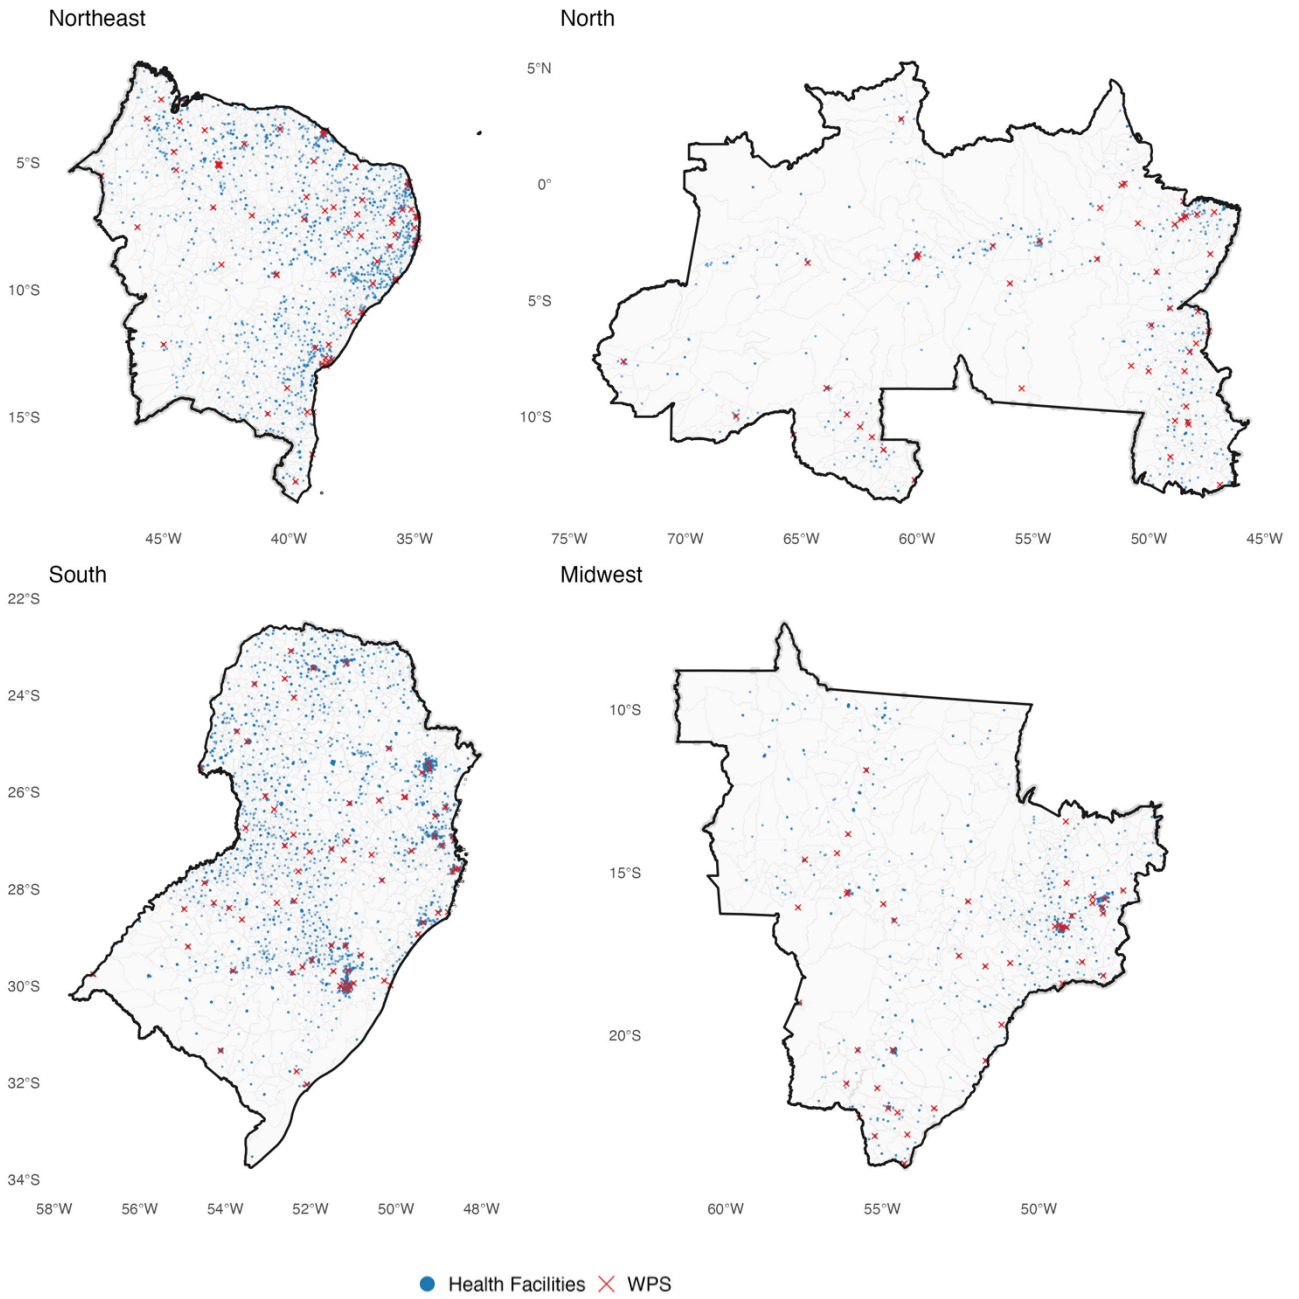 Northeast
North
5°N
5°S
0°
10°S
5°S
15°S
10°S
45°W 40°W 35°W
75°W 70°W 65°W 60°W 55°W 50°W 45°W
South
Midwest
22°S
24°S
10°S
26°S
15°S
28°S
30°S
20°S
32°S
34°S
58°W 56°W 54°W 52°W 50°W 48°W
60°W 55°W 50°W
Health Facilities WPS